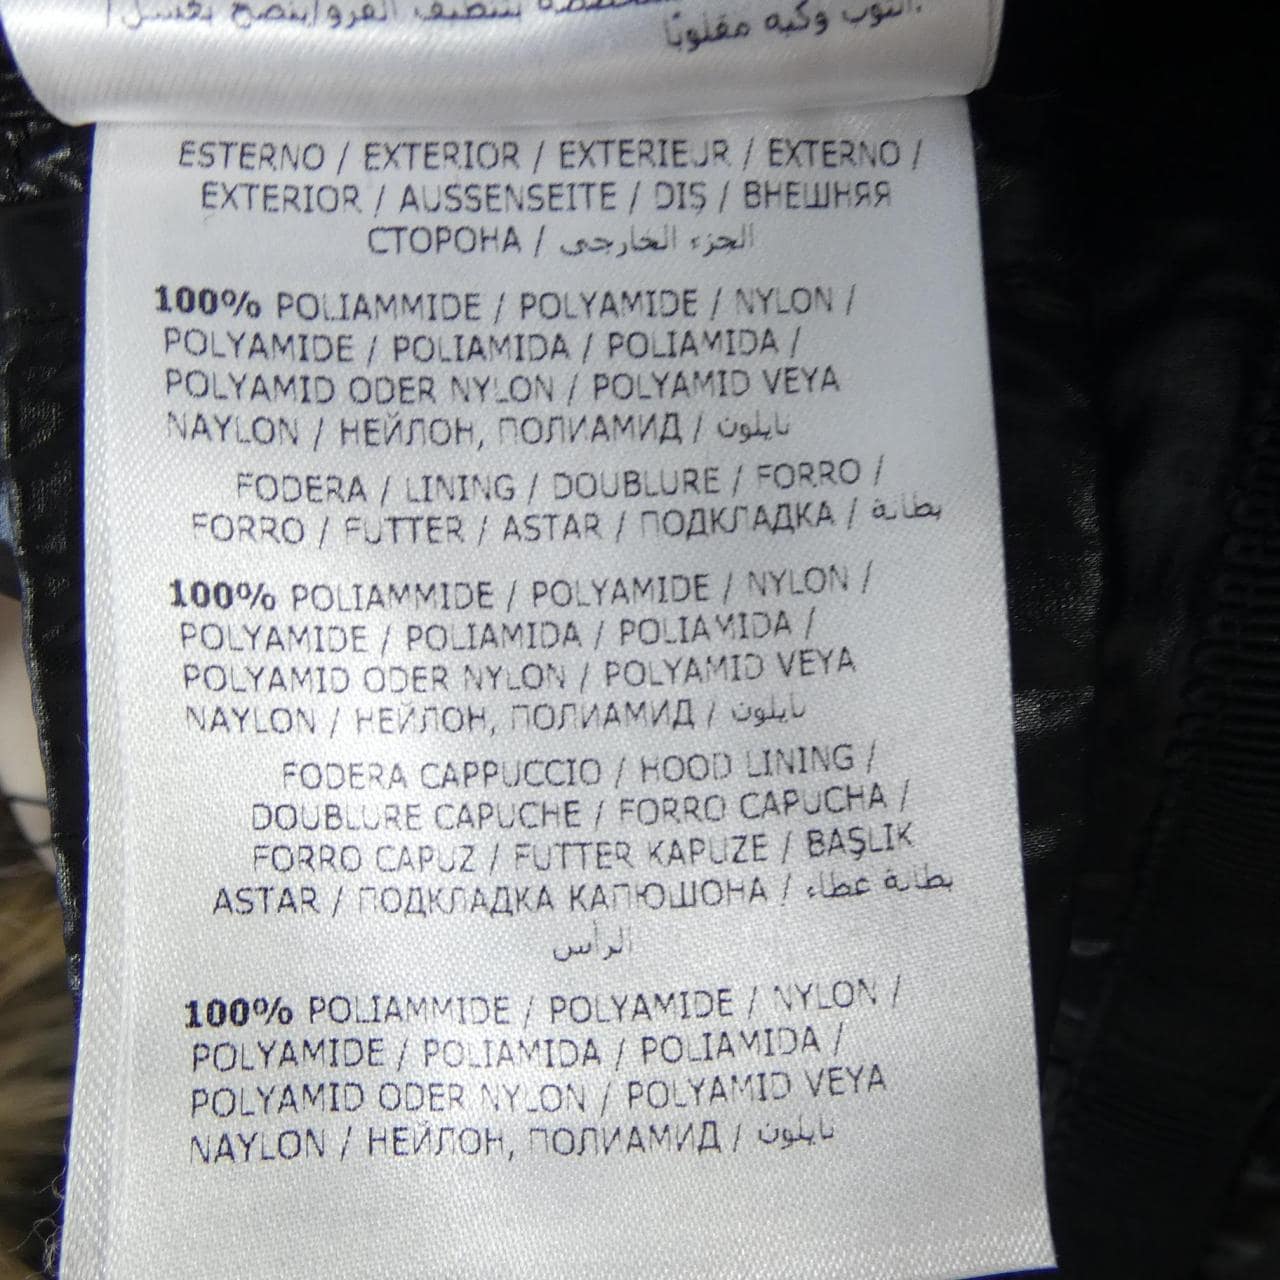 الثوب وكيه مقلوبًا.
ESTERNO / EXTERIOR / EXTERIEUR / EXTERNO /
EXTERIOR / AUSSENSEITE / DIŞ / ВНЕШНЯЯ
СТОРОНА / الجزء الخارجي
100% POLIAMMIDE / POLYAMIDE / NYLON /
POLYAMIDE / POLIAMIDA / POLIAMIDA /
POLYAMID ODER NYLON / POLYAMID VEYA
NAYLON / НЕЙЛОН, ПОЛИАМИД / نايلون
FODERA / LINING / DOUBLURE / FORRO /
FORRO / FUTTER / ASTAR / ПОДКЛАДКА / بطانة
100% POLIAMMIDE / POLYAMIDE / NYLON /
POLYAMIDE / POLIAMIDA / POLIAMIDA /
POLYAMID ODER NYLON / POLYAMID VEYA
NAYLON / НЕЙЛОН, ПОЛИАМИД / نايلون
FODERA CAPPUCCIO / HOOD LINING /
DOUBLURE CAPUCHE / FORRO CAPUCHA /
FORRO CAPUZ / FUTTER KAPUZE / BAŞLIK
ASTAR / ПОДКЛАДКА КАПЮШОНА / بطانة غطاء
الرأس
100% POLIAMMIDE / POLYAMIDE / NYLON /
POLYAMIDE / POLIAMIDA / POLIAMIDA /
POLYAMID ODER NYLON / POLYAMID VEYA
NAYLON / НЕЙЛОН, ПОЛИАМИД / نايلون